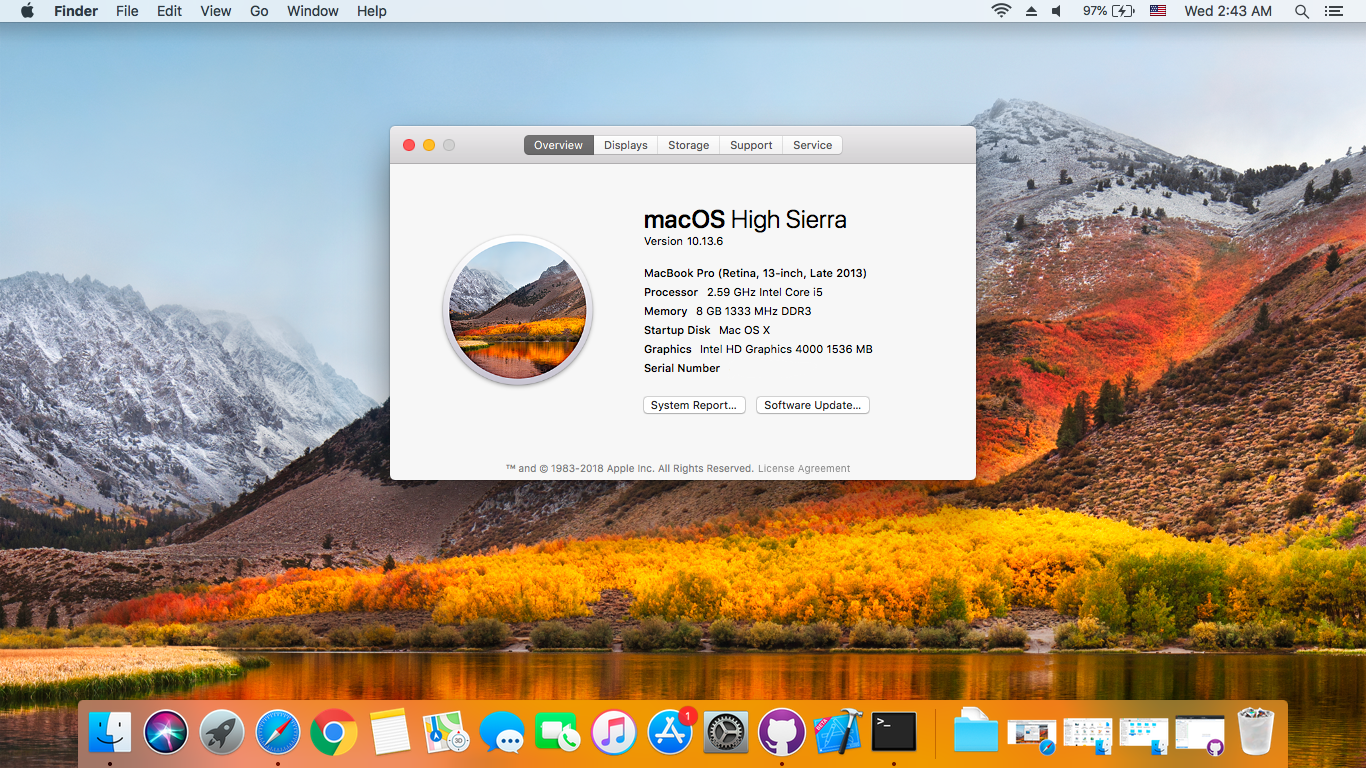 Finder File Edit View Go Window Help 97% Wed 2:43 AM
Overview Displays Storage Support Service
macOS High Sierra
Version 10.13.6
MacBook Pro (Retina, 13-inch, Late 2013)
Processor 2.59 GHz Intel Core i5
Memory 8 GB 1333 MHz DDR3
Startup Disk Mac OS X
Graphics Intel HD Graphics 4000 1536 MB
Serial Number
System Report... Software Update...
™ and © 1983-2018 Apple Inc. All Rights Reserved. License Agreement
3D 1 BETA >_